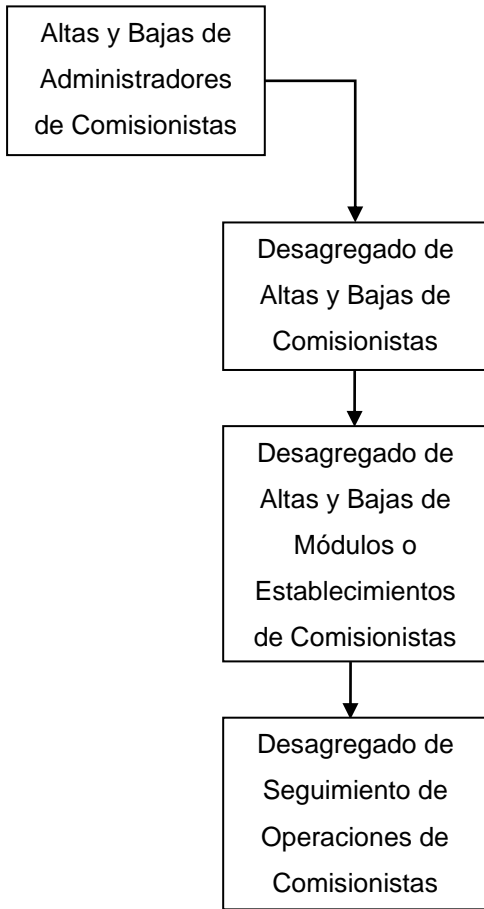 Altas y Bajas de
Administradores
de Comisionistas
Desagregado de
Altas y Bajas de
Comisionistas
Desagregado de
Altas y Bajas de
Módulos o
Establecimientos
de Comisionistas
Desagregado de
Seguimiento de
Operaciones de
Comisionistas